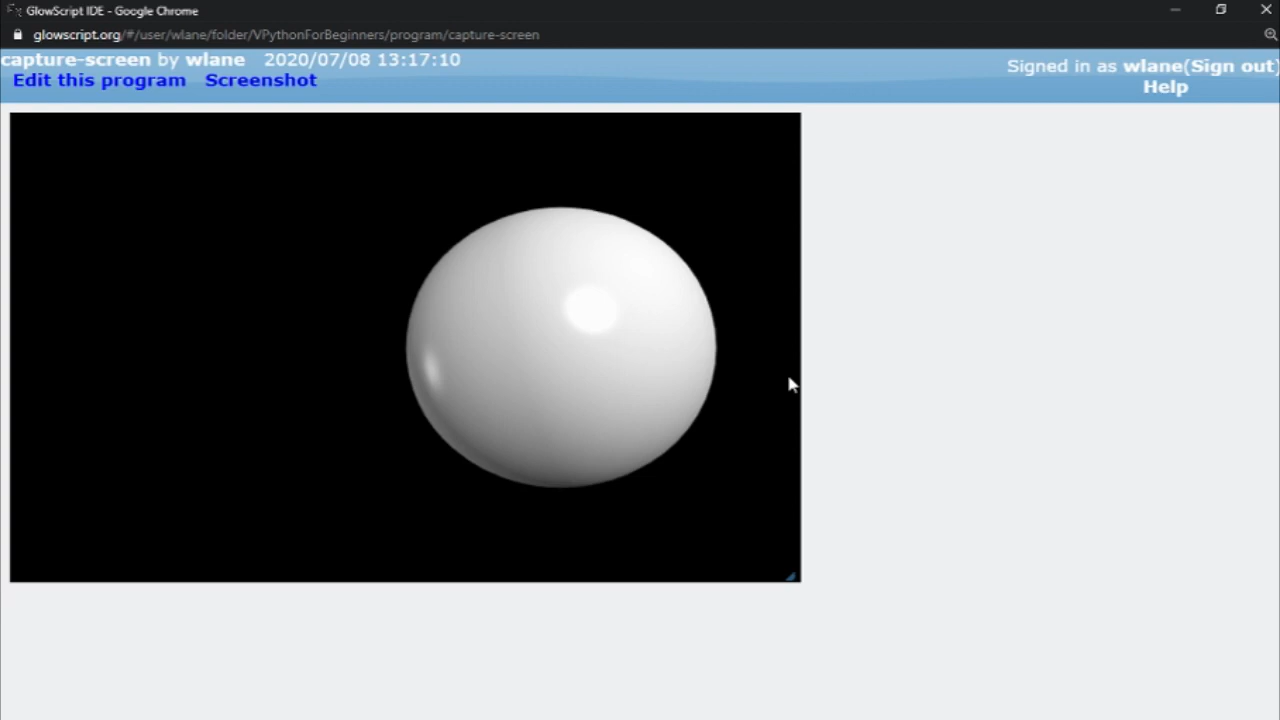 GlowScript IDE - Google Chrome
glowscript.org/#/user/wlane/folder/VPythonForBeginners/program/capture-screen
capture-screen by wlane 2020/07/08 13:17:10
Signed in as wlane(Sign out)
Edit this program Screenshot
Help